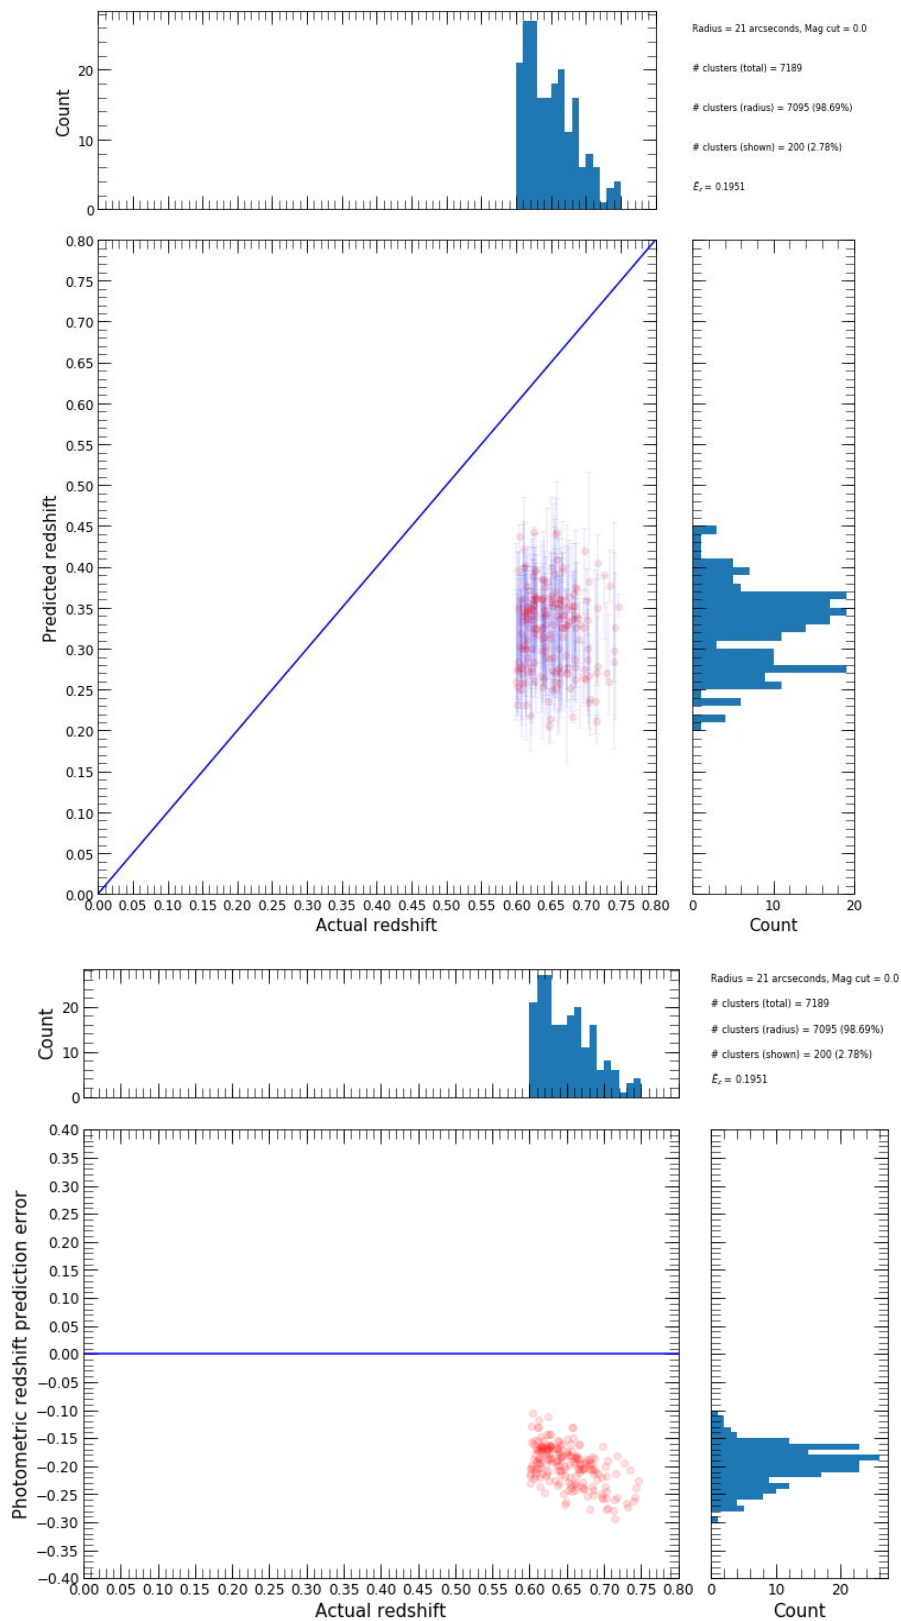 Radius = 21 arcseconds, Mag cut = 0.0
# clusters (total) = 7189
# clusters (radius) = 7095 (98.69%)
# clusters (shown) = 200 (2.78%)
Ēz = 0.1951
Count
20
10
0
Predicted redshift
0.80
0.75
0.70
0.65
0.60
0.55
0.50
0.45
0.40
0.35
0.30
0.25
0.20
0.15
0.10
0.05
0.00
0.00 0.05 0.10 0.15 0.20 0.25 0.30 0.35 0.40 0.45 0.50 0.55 0.60 0.65 0.70 0.75 0.80
Actual redshift
0 10 20
Count
Radius = 21 arcseconds, Mag cut = 0.0
# clusters (total) = 7189
# clusters (radius) = 7095 (98.69%)
# clusters (shown) = 200 (2.78%)
Ēz = 0.1951
Count
20
10
0
Photometric redshift prediction error
0.40
0.35
0.30
0.25
0.20
0.15
0.10
0.05
0.00
−0.05
−0.10
−0.15
−0.20
−0.25
−0.30
−0.35
−0.40
0.00 0.05 0.10 0.15 0.20 0.25 0.30 0.35 0.40 0.45 0.50 0.55 0.60 0.65 0.70 0.75 0.80
Actual redshift
0 10 20
Count